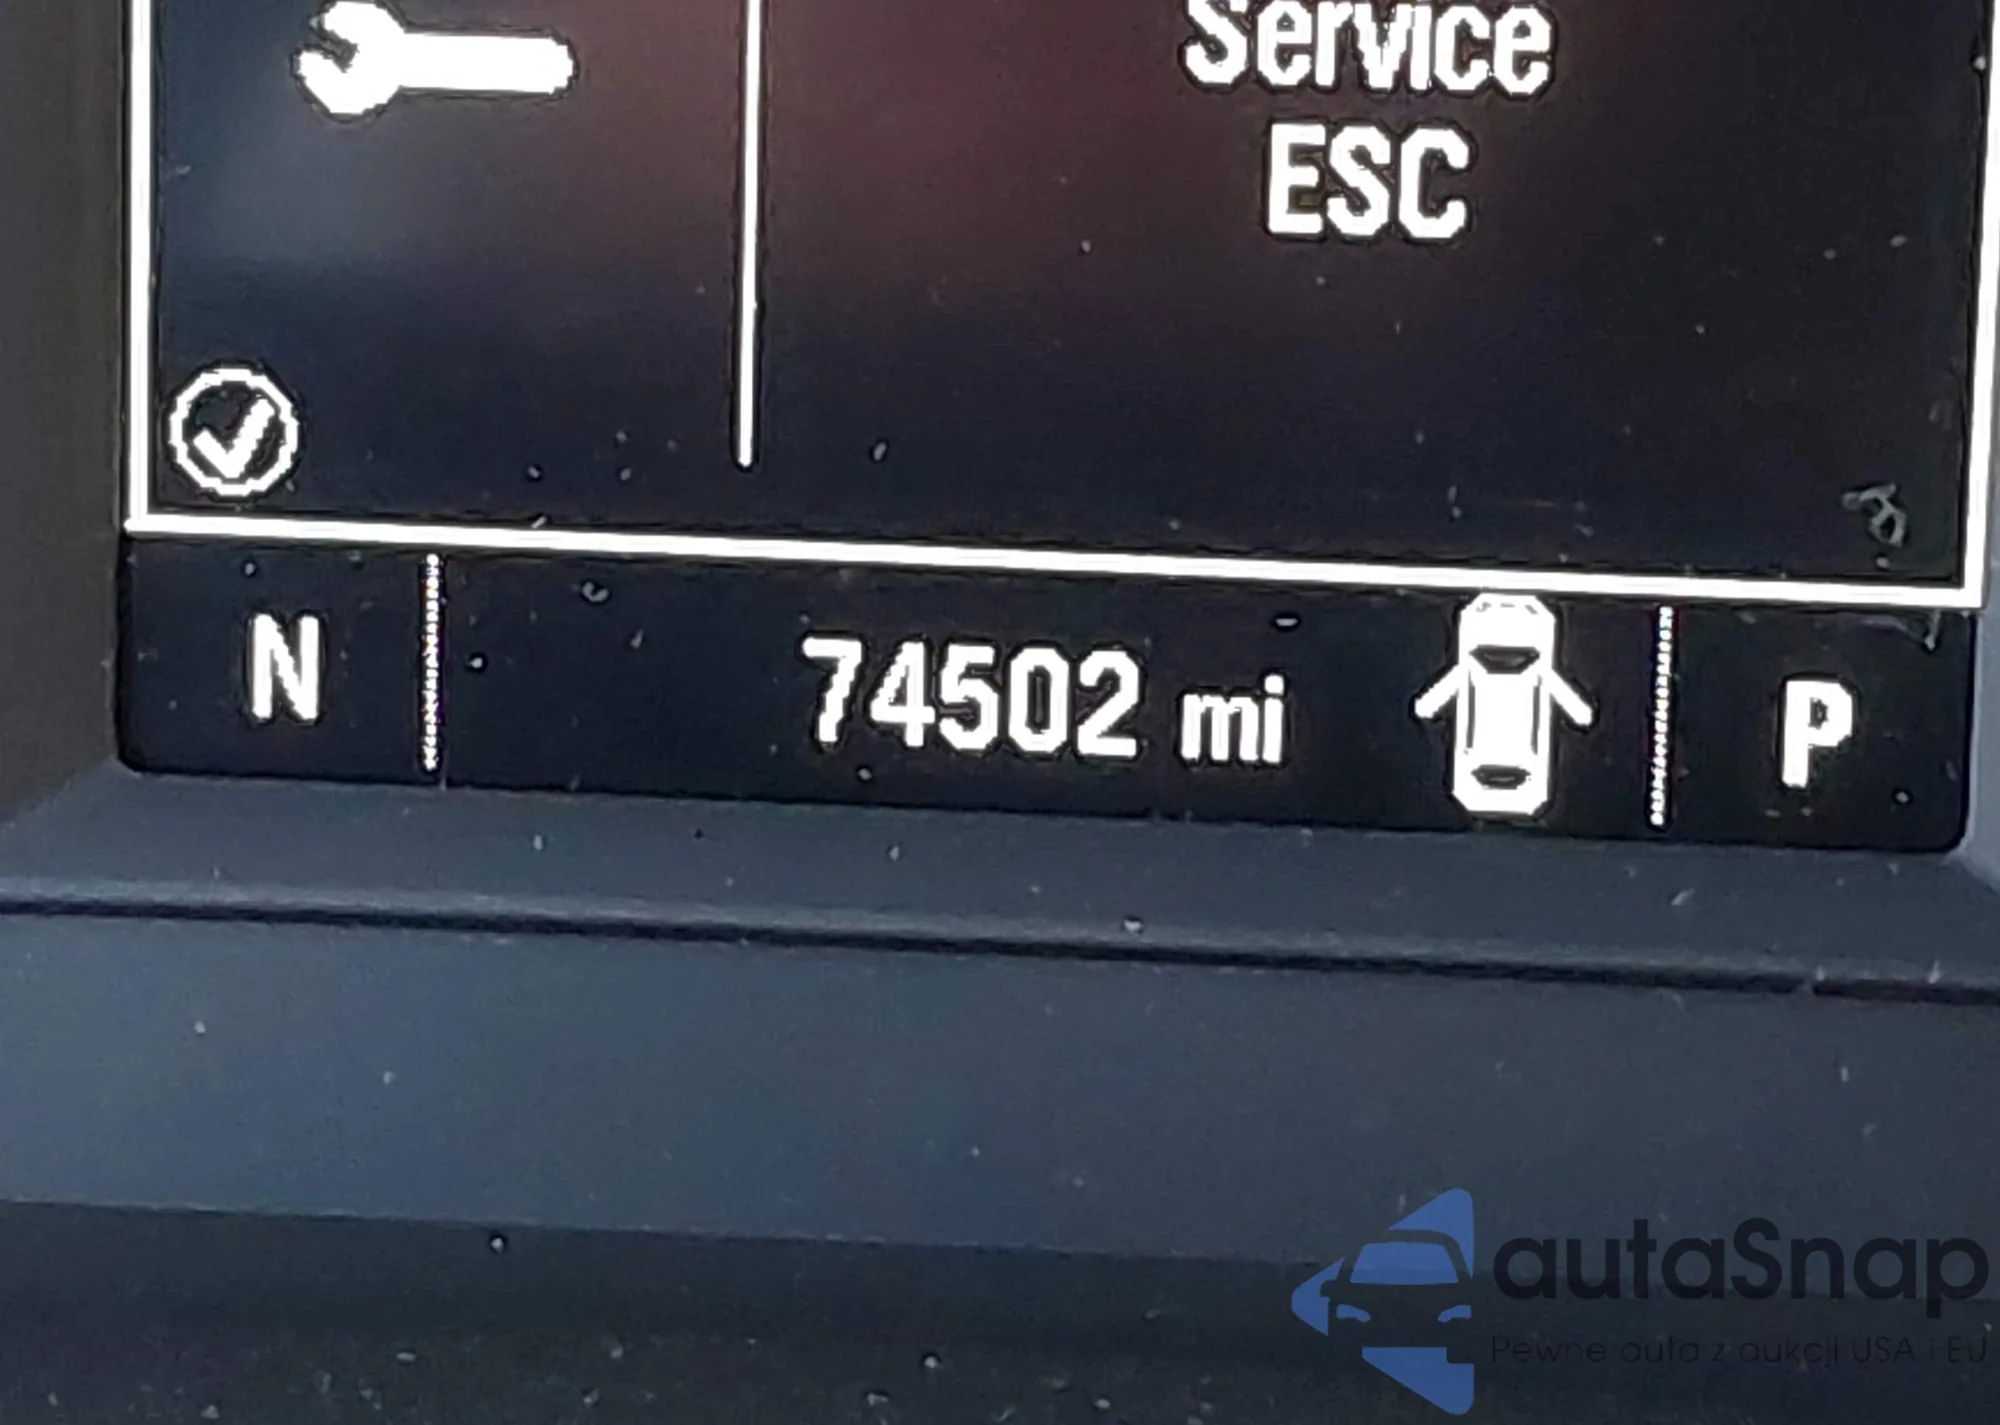 Service
ESC
N
74502 mi
P
autaSnap
Pewne auta z aukcji USA i EU